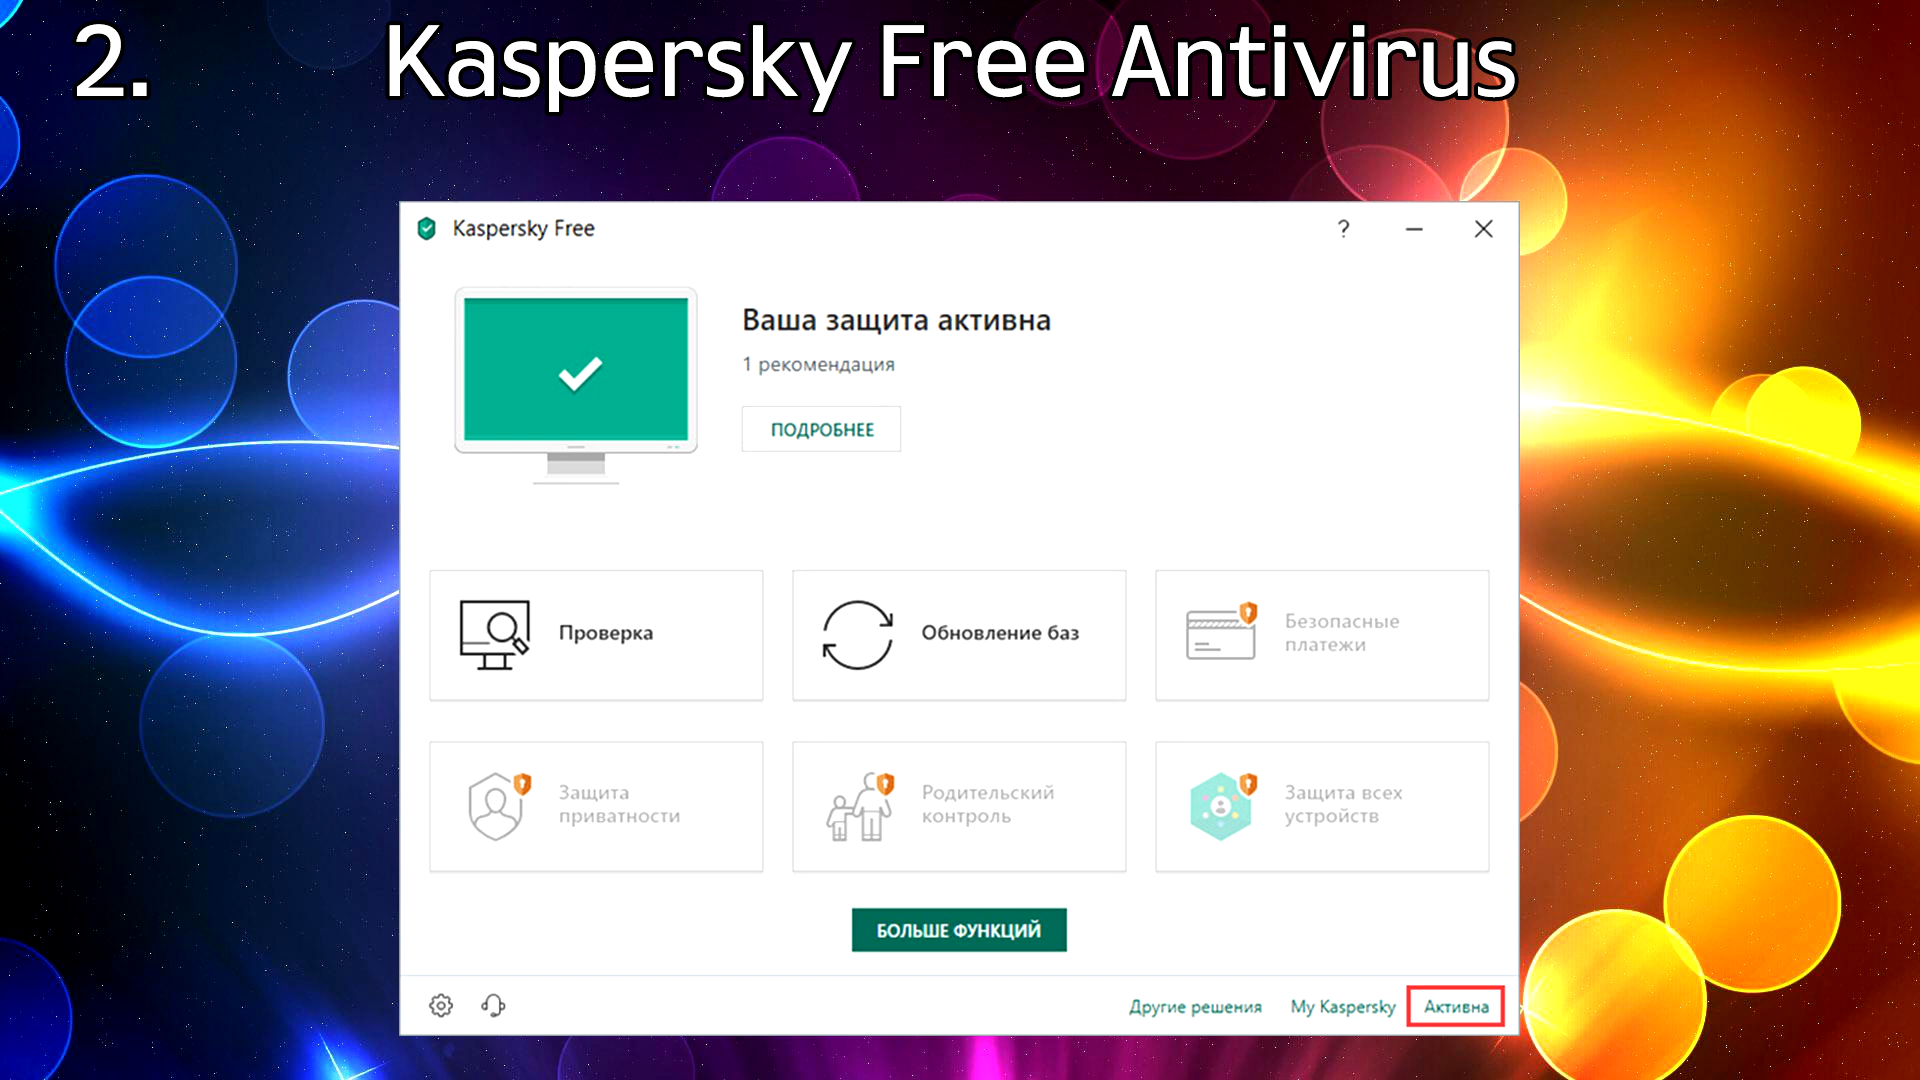 2. Kaspersky Free Antivirus
Kaspersky Free
?
Ваша защита активна
1 рекомендация
ПОДРОБНЕЕ
Проверка
Обновление баз
Безопасные
платежи
Защита
приватности
Родительский
контроль
Защита всех
устройств
БОЛЬШЕ ФУНКЦИЙ
Другие решения My Kaspersky Активна